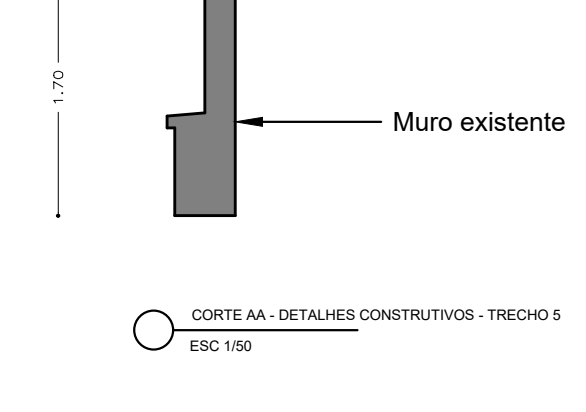 1.70
Muro existente
CORTE AA - DETALHES CONSTRUTIVOS - TRECHO 5
ESC 1/50